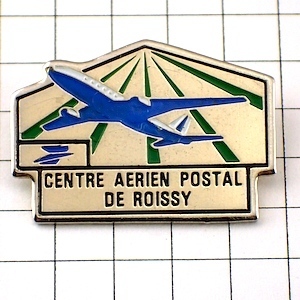 CENTRE AERIEN POSTAL
DE ROISSY